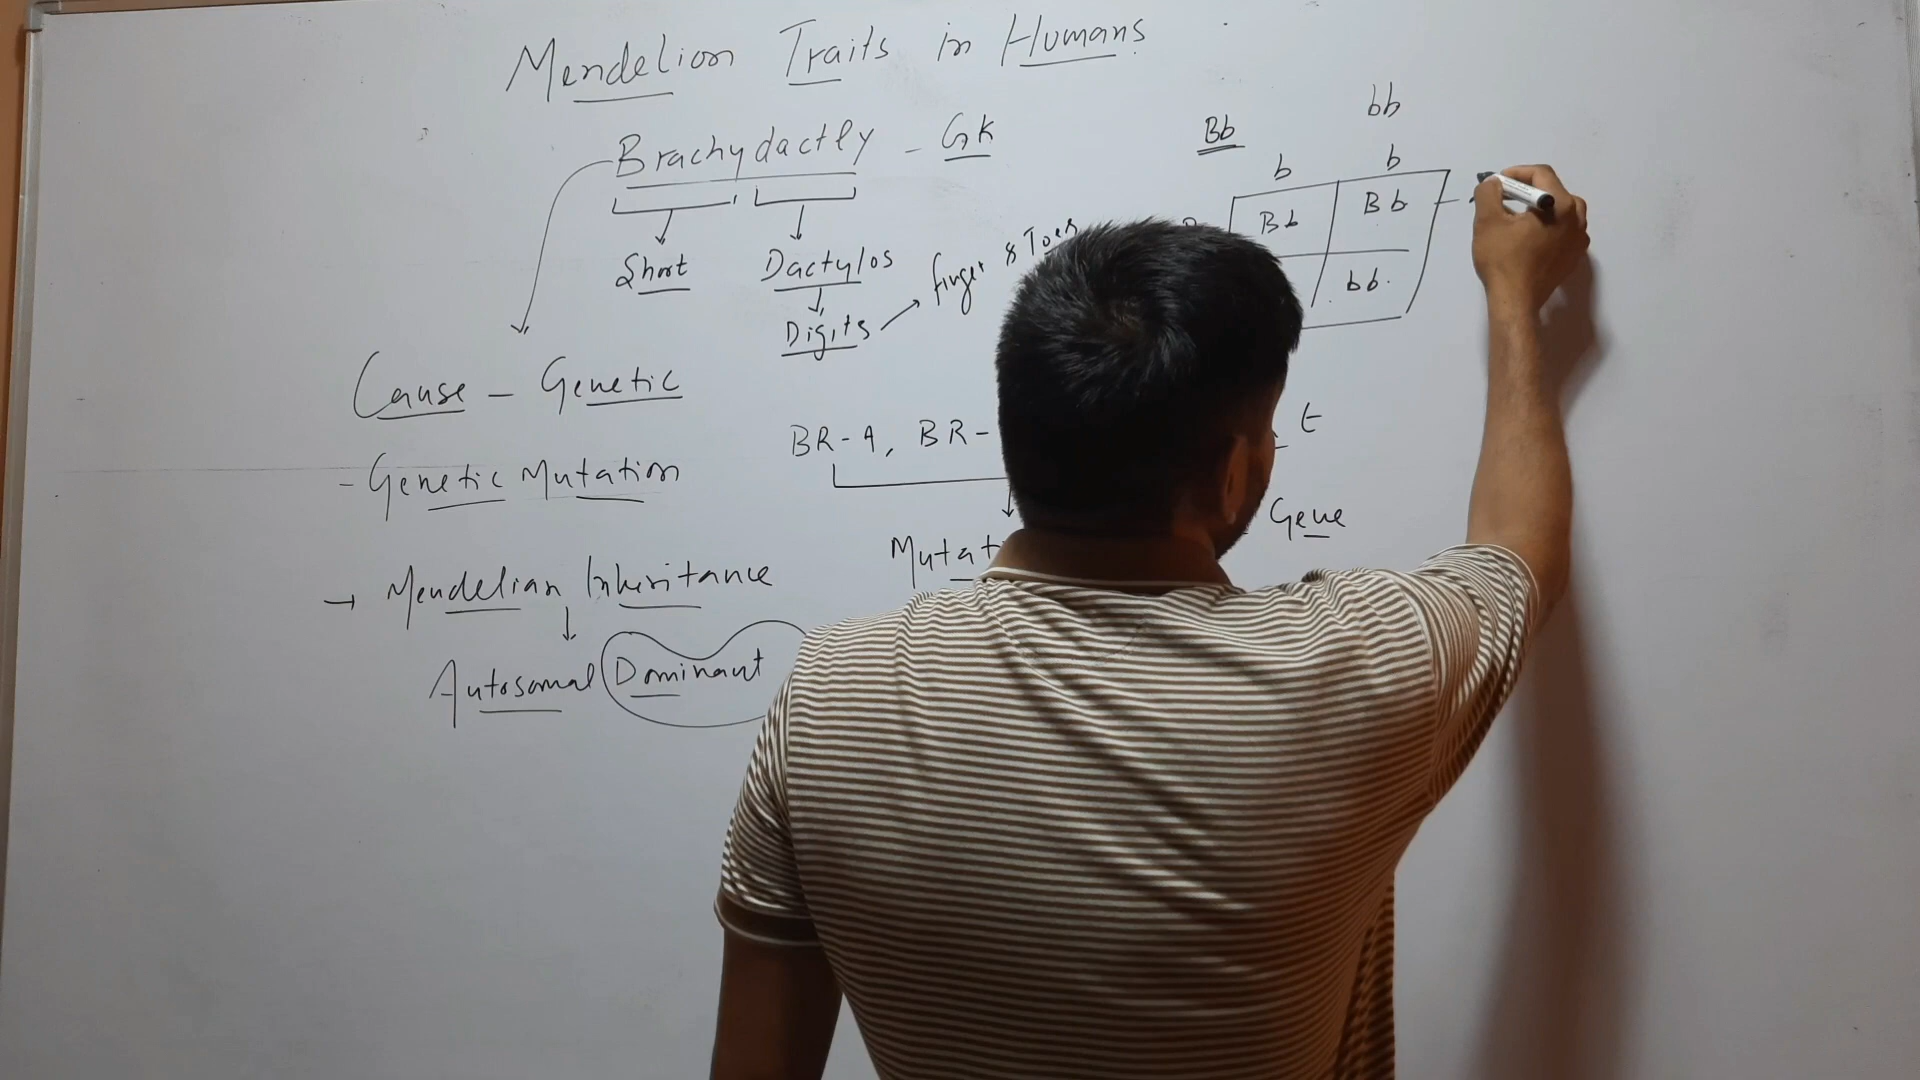 Mendelion Traits in Humans
Brachydactly - GK
Short
Dactylos
Digits
finger & Toes
Bb
bb
b b
Bb Bb
bb
Cause - Genetic
- Genetic Mutation
BR-A, BR-
E
Mutat
Gene
→ Mendelian Inheritance
Autosomal Dominant